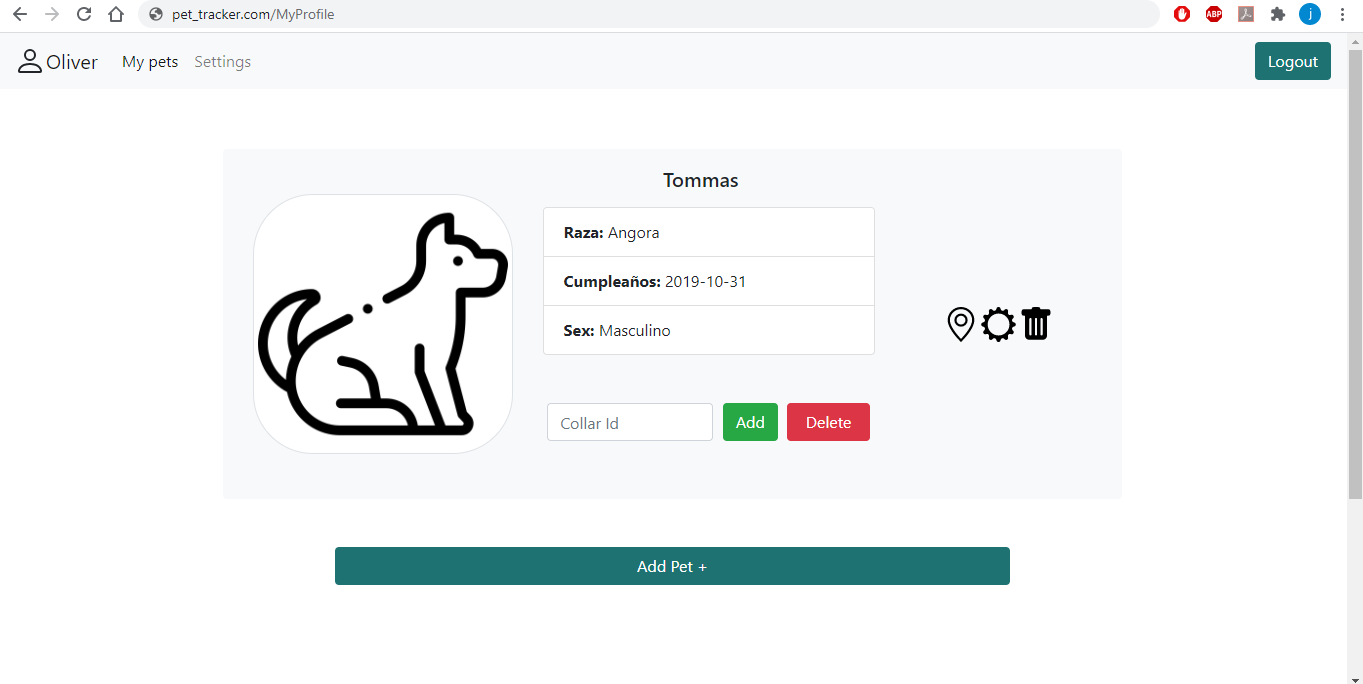 pet_tracker.com/MyProfile
ABP
j
Oliver My pets Settings Logout
Tommas
Raza: Angora
Cumpleaños: 2019-10-31
Sex: Masculino
Collar Id Add Delete
Add Pet +